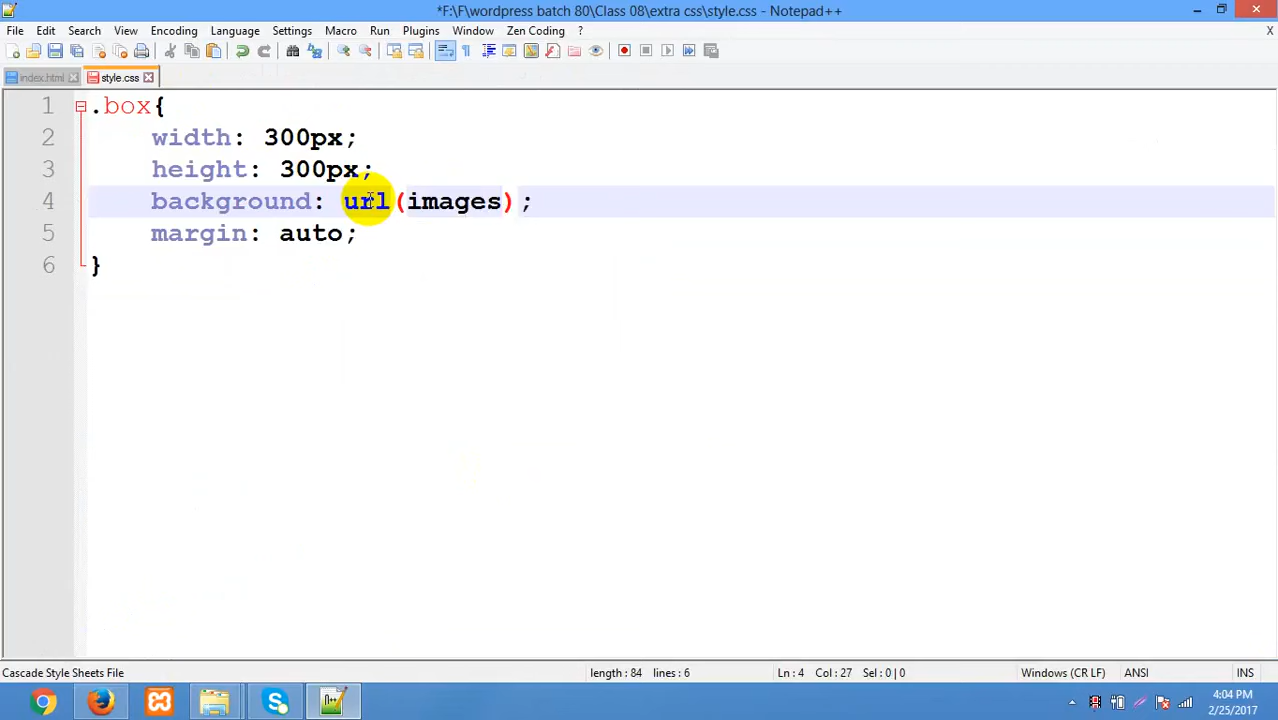 *F:\F\wordpress batch 80\Class 08\extra css\style.css - Notepad++
File Edit Search View Encoding Language Settings Macro Run Plugins Window Zen Coding ? X
index.html style.css
1 .box{
2 width: 300px;
3 height: 300px;
4 background: url(images);
5 margin: auto;
6 }
Cascade Style Sheets File length : 84 lines : 6 Ln : 4 Col : 27 Sel : 0 | 0 Windows (CR LF) ANSI INS
4:04 PM
2/25/2017